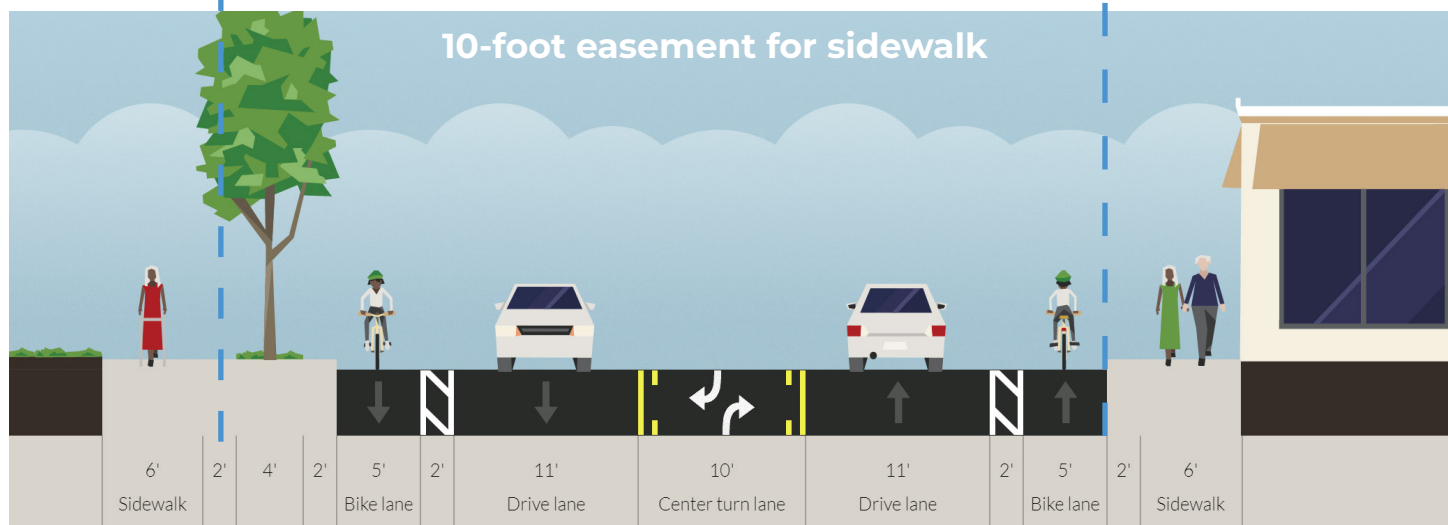 10-foot easement for sidewalk
6' 2' 4' 2' 5' 2' 11' 10' 11' 2' 5' 2' 6'
Sidewalk Bike lane Drive lane Center turn lane Drive lane Bike lane Sidewalk